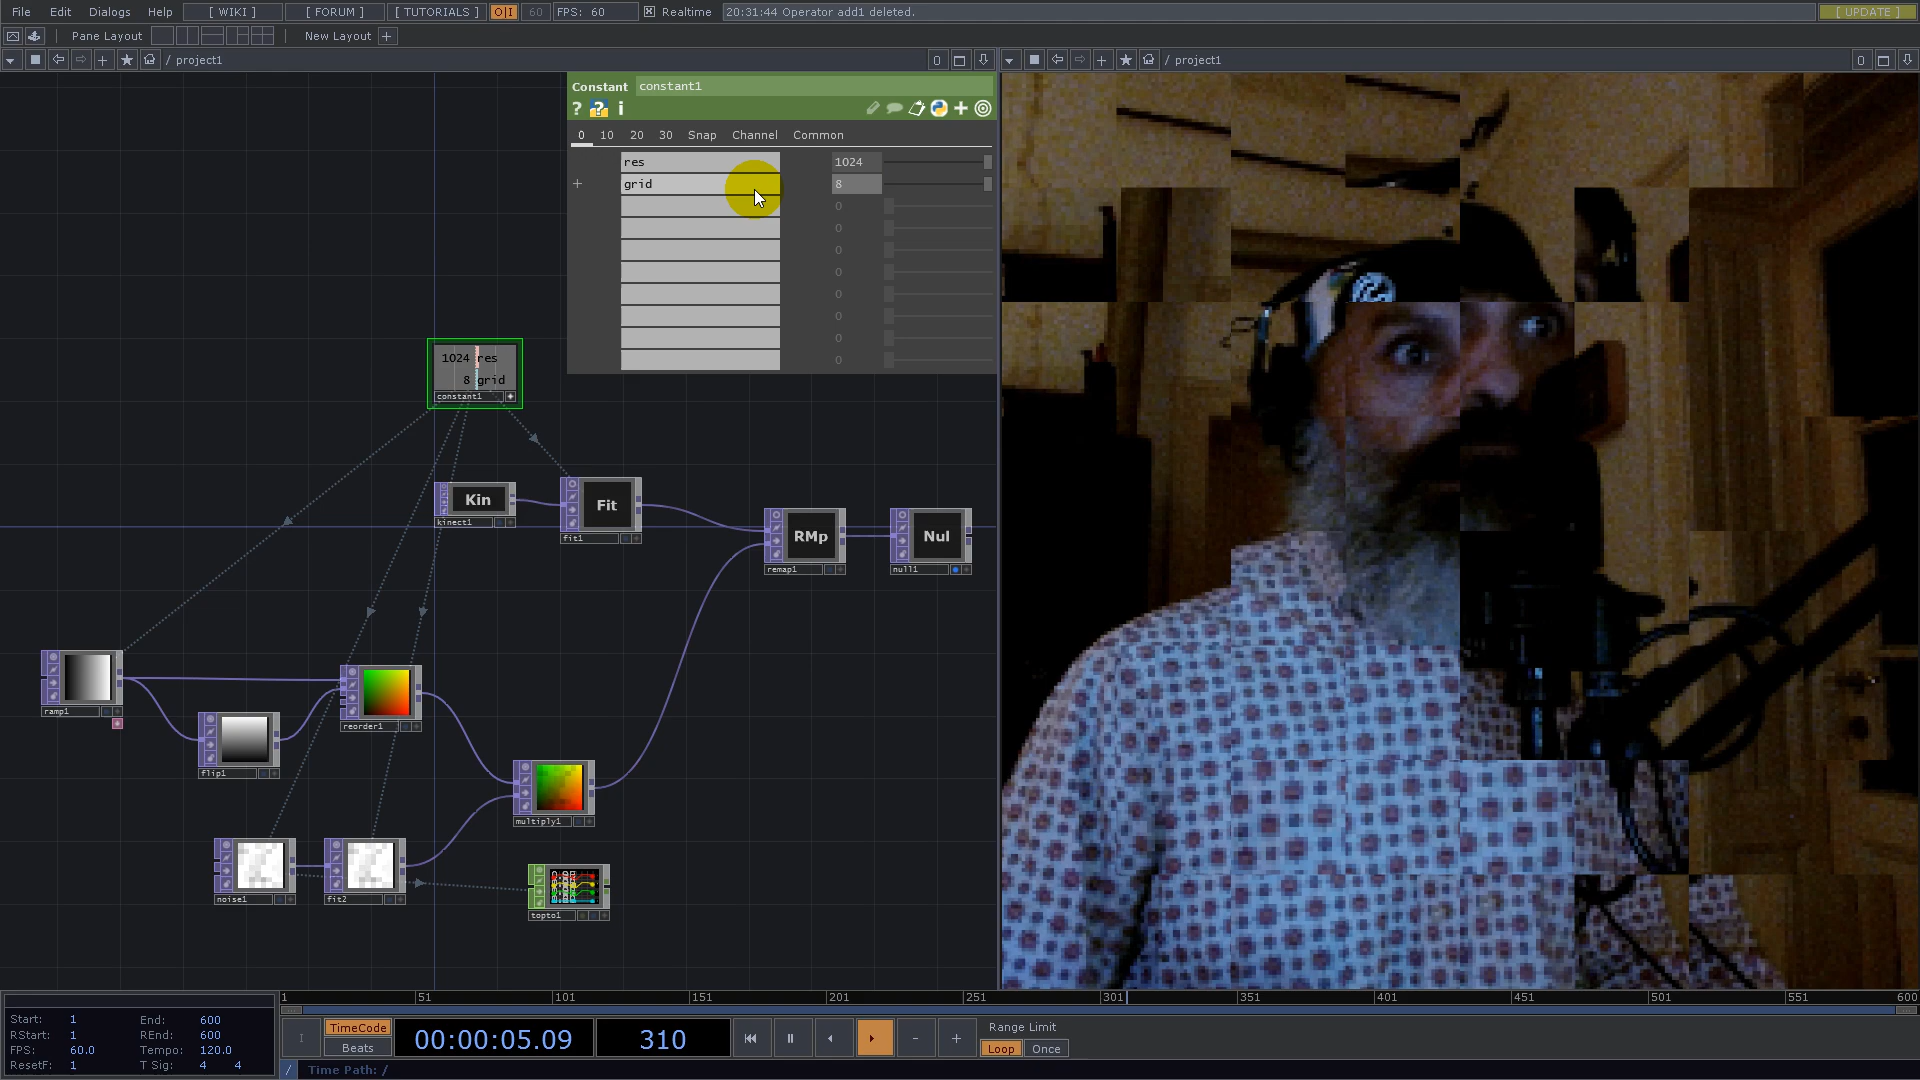 File Edit Dialogs Help [ WIKI ] [ FORUM ] [ TUTORIALS ] O|I 60 FPS: 60 Realtime 20:31:44 Operator add1 deleted. [ UPDATE ]
Pane Layout New Layout +
/ project1 0
/ project1 0
Constant constant1
? ? i
0 10 20 30 Snap Channel Common
res 1024
+ grid 8
0
0
0
0
0
0
0
0
1024 res
8 grid
constant1
Kin
kinect1
Fit
fit1
RMp
remap1
Nul
null1
ramp1
reorder1
flip1
multiply1
noise1
fit2
topto1
1 51 101 151 201 251 301 351 401 451 501 551 600
Start: 1 End: 600
RStart: 1 REnd: 600
FPS: 60.0 Tempo: 120.0
ResetF: 1 T Sig: 4 4
I
TimeCode
Beats
00:00:05.09
310
- +
Range Limit
Loop Once
/ Time Path: /